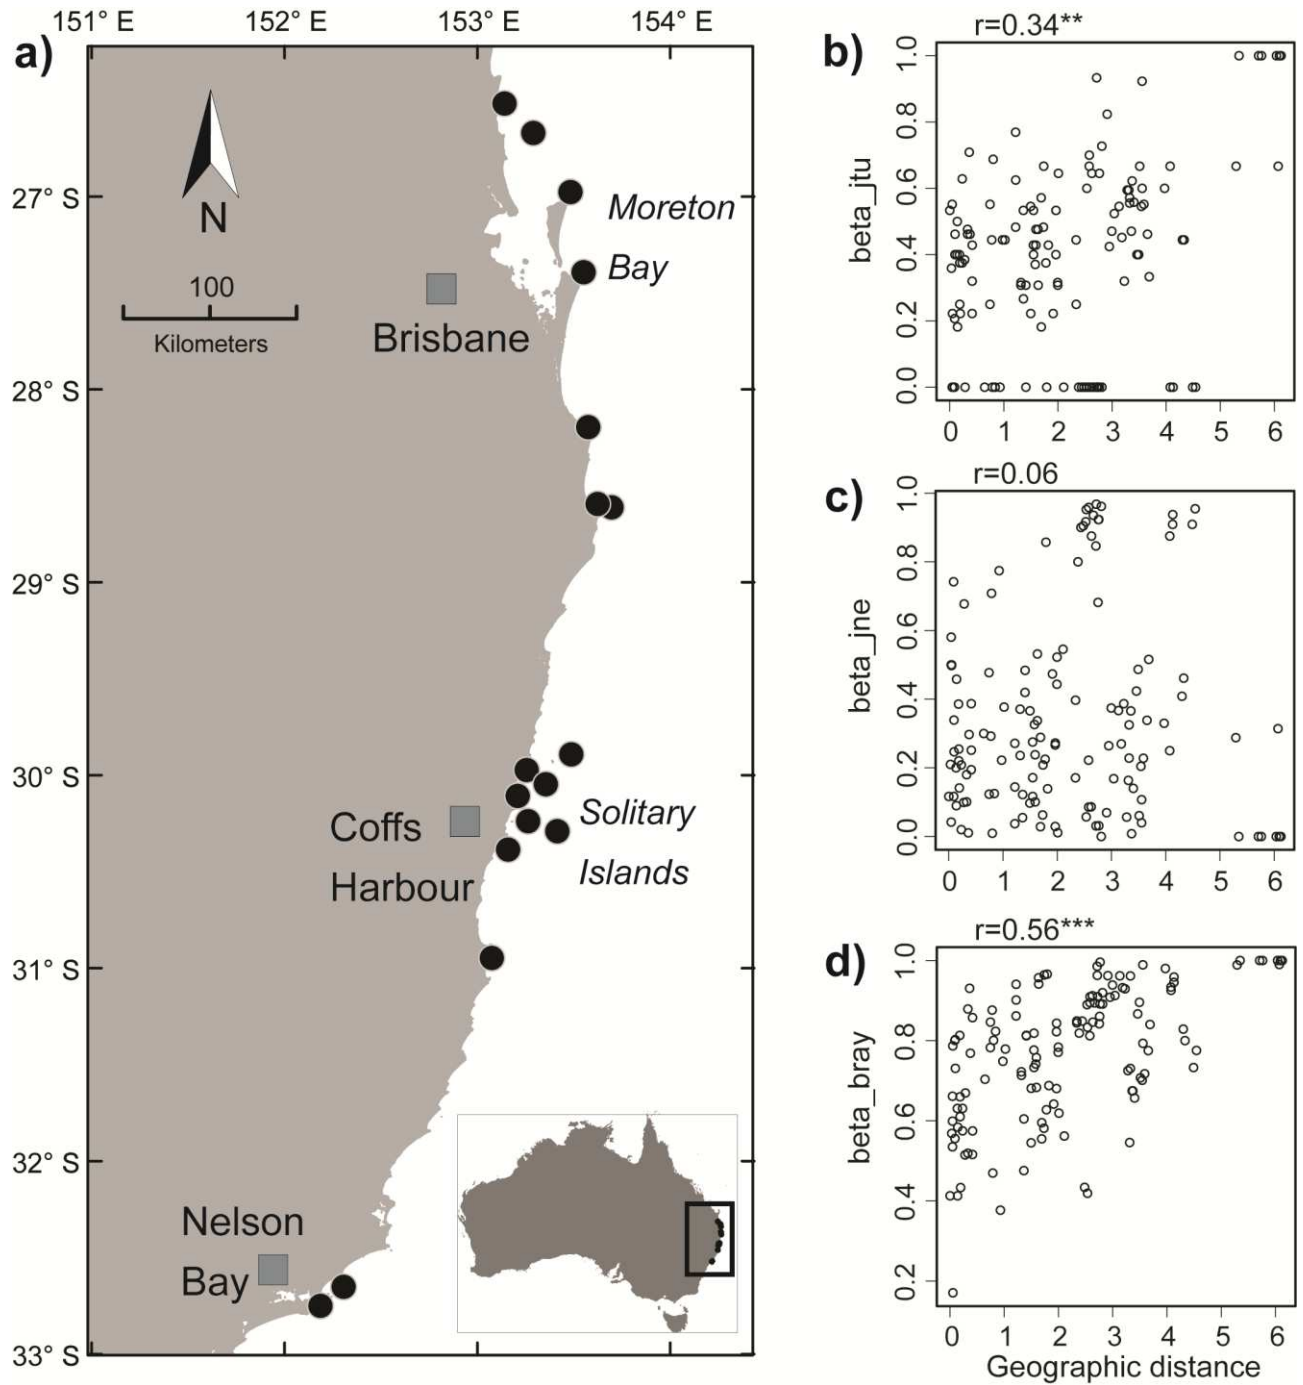 a)
151° E 152° E 153° E 154° E
27° S
28° S
29° S
30° S
31° S
32° S
33° S
N
100
Kilometers
Moreton
Bay
Brisbane
Coffs
Harbour
Solitary
Islands
Nelson
Bay
b)
r=0.34**
beta_jtu
0.0 0.2 0.4 0.6 0.8 1.0
0 1 2 3 4 5 6
c)
r=0.06
beta_jne
0.0 0.2 0.4 0.6 0.8 1.0
0 1 2 3 4 5 6
d)
r=0.56***
beta_bray
0.2 0.4 0.6 0.8 1.0
0 1 2 3 4 5 6
Geographic distance